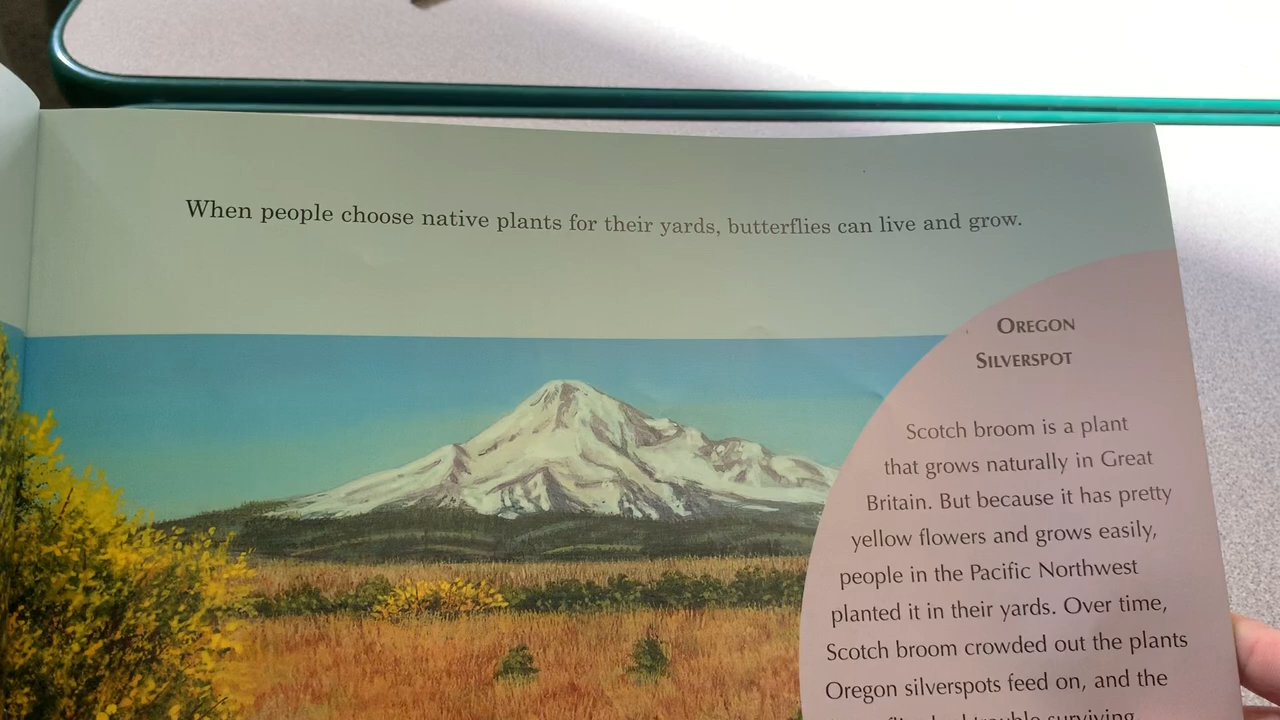 When people choose native plants for their yards, butterflies can live and grow.
OREGON
SILVERSPOT
Scotch broom is a plant
that grows naturally in Great
Britain. But because it has pretty
yellow flowers and grows easily,
people in the Pacific Northwest
planted it in their yards. Over time,
Scotch broom crowded out the plants
Oregon silverspots feed on, and the
trouble surviving